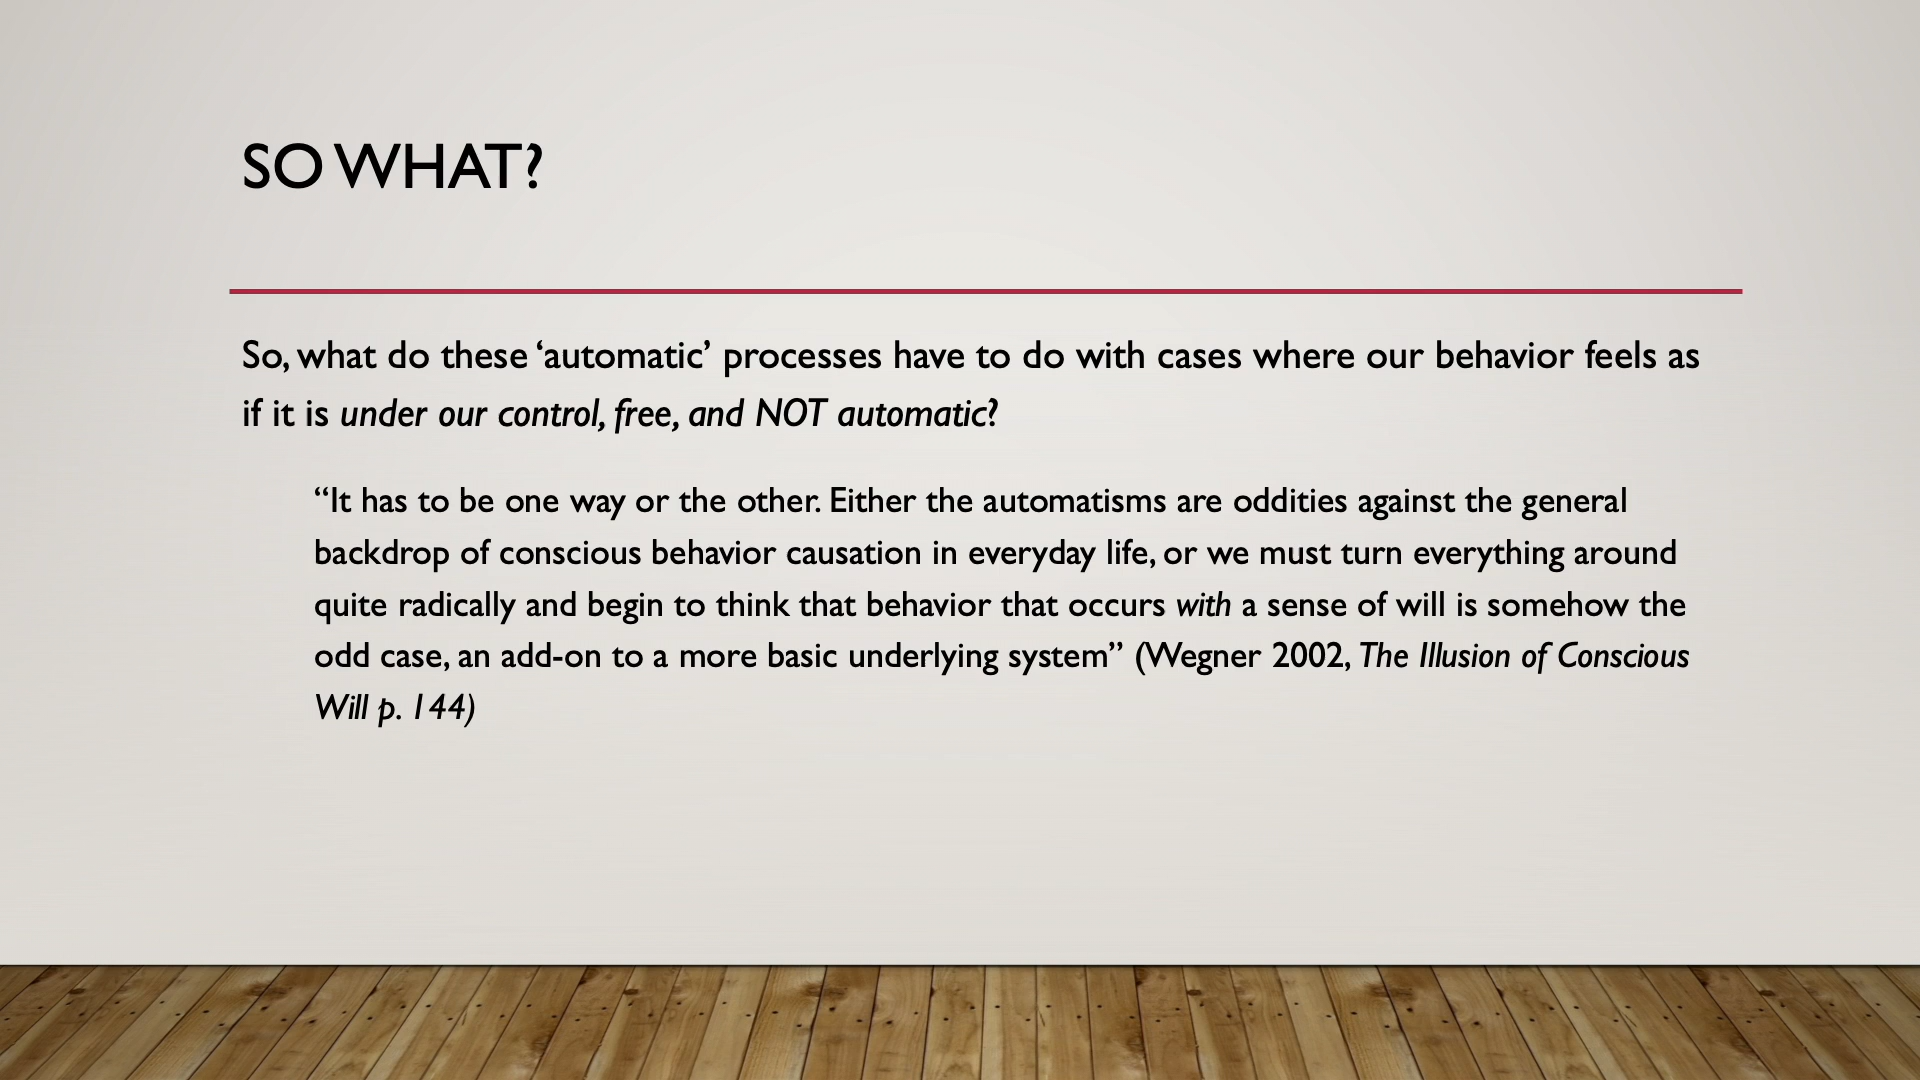 SO WHAT?
So, what do these ‘automatic’ processes have to do with cases where our behavior feels as
if it is under our control, free, and NOT automatic?
“It has to be one way or the other. Either the automatisms are oddities against the general
backdrop of conscious behavior causation in everyday life, or we must turn everything around
quite radically and begin to think that behavior that occurs with a sense of will is somehow the
odd case, an add-on to a more basic underlying system” (Wegner 2002, The Illusion of Conscious
Will p. 144)